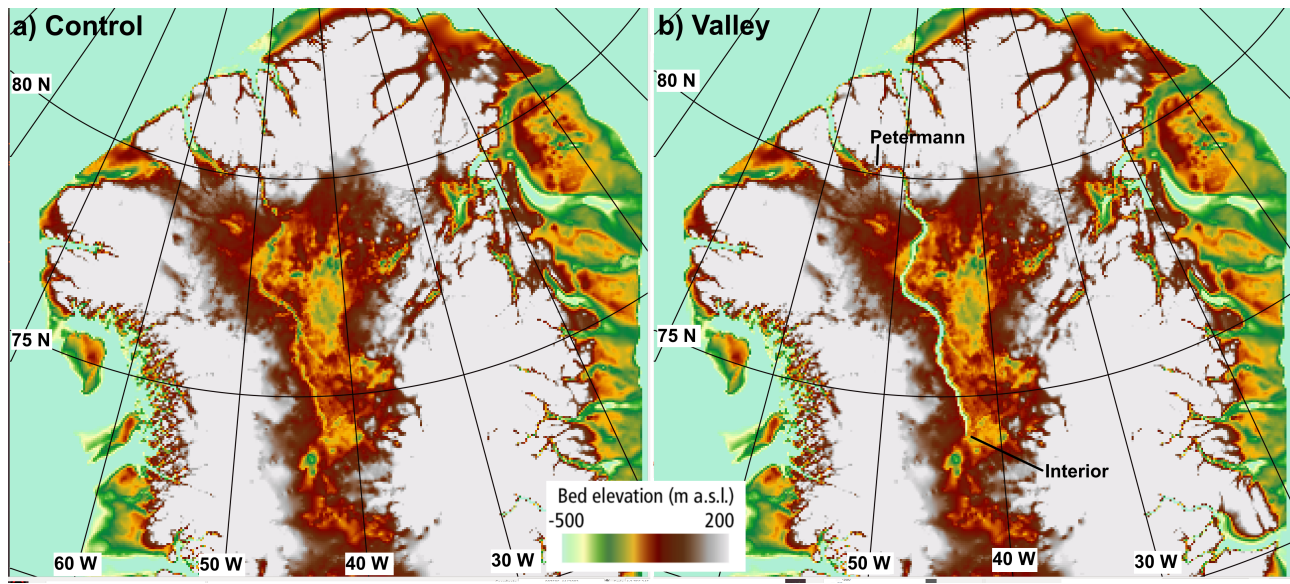 a) Control
b) Valley
80 N
80 N
Petermann
75 N
75 N
Interior
Bed elevation (m a.s.l.)
-500 200
60 W
50 W
40 W
30 W
50 W
40 W
30 W